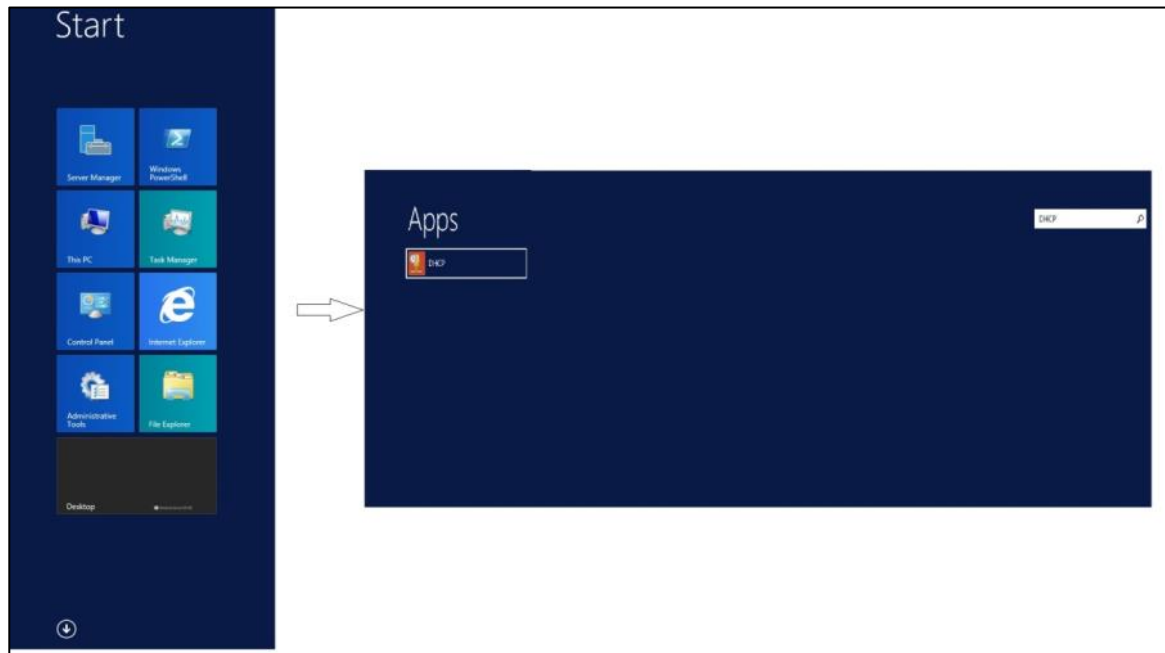 Start
Server Manager
Windows
PowerShell
This PC
Task Manager
Control Panel
Internet Explorer
Administrative
Tools
File Explorer
Desktop
Apps
DHCP
DHCP